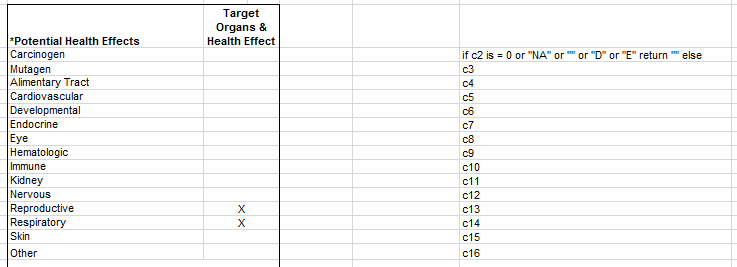 Target
Organs &
*Potential Health Effects Health Effect
Carcinogen if c2 is = 0 or "NA" or "" or "D" or "E" return "" else
Mutagen c3
Alimentary Tract c4
Cardiovascular c5
Developmental c6
Endocrine c7
Eye c8
Hematologic c9
Immune c10
Kidney c11
Nervous c12
Reproductive X c13
Respiratory X c14
Skin c15
Other c16